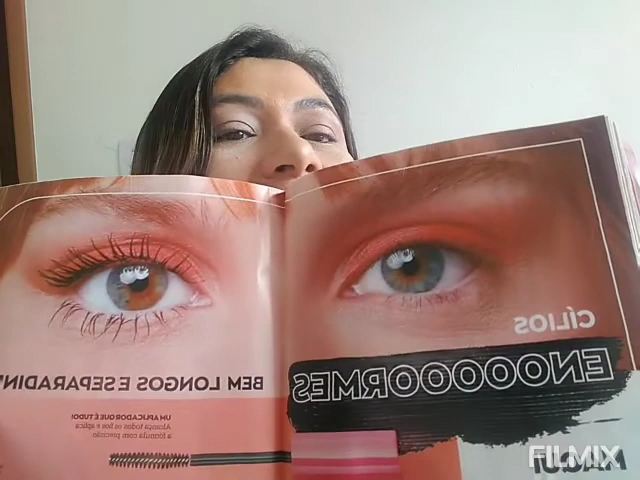 CÍLIOS
ENOOOOORMES
BEM LONGOS E SEPARADIN
UM APLICADOR QUE É TUDO!
Alcança todos os fios e aplica
a fórmula com precisão
FILMIX